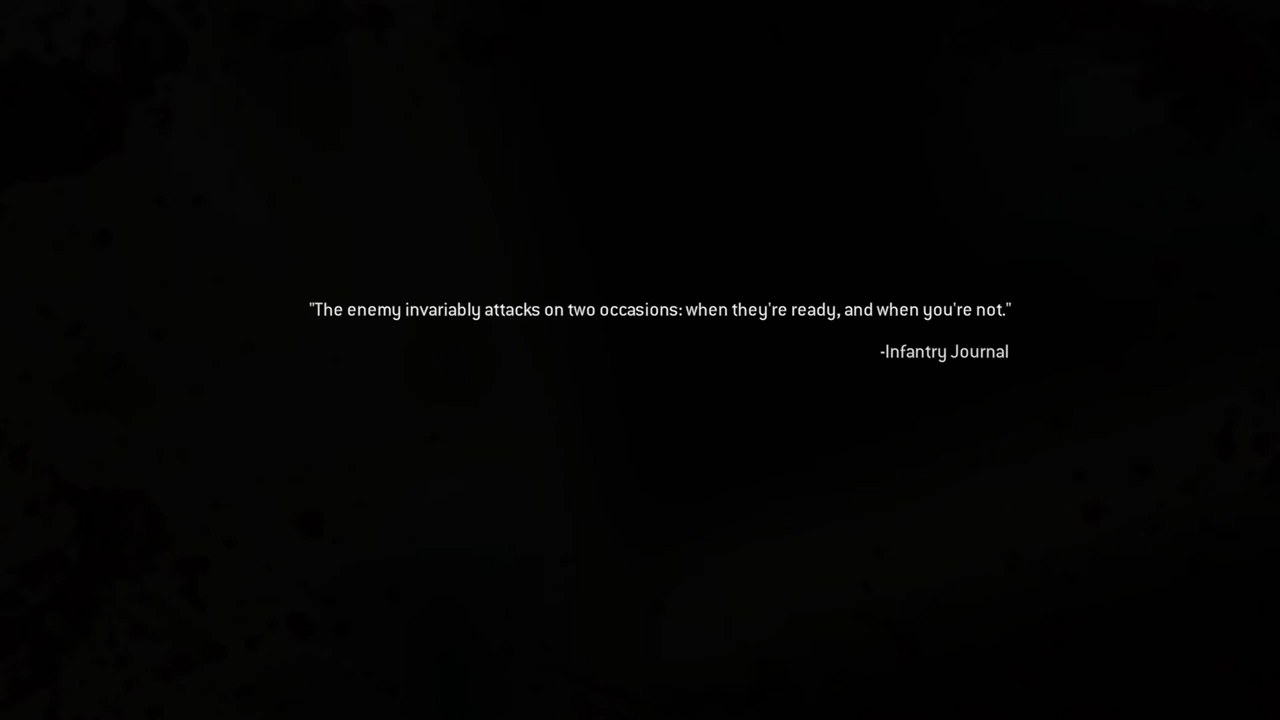 "The enemy invariably attacks on two occasions: when they're ready, and when you're not."
-Infantry Journal